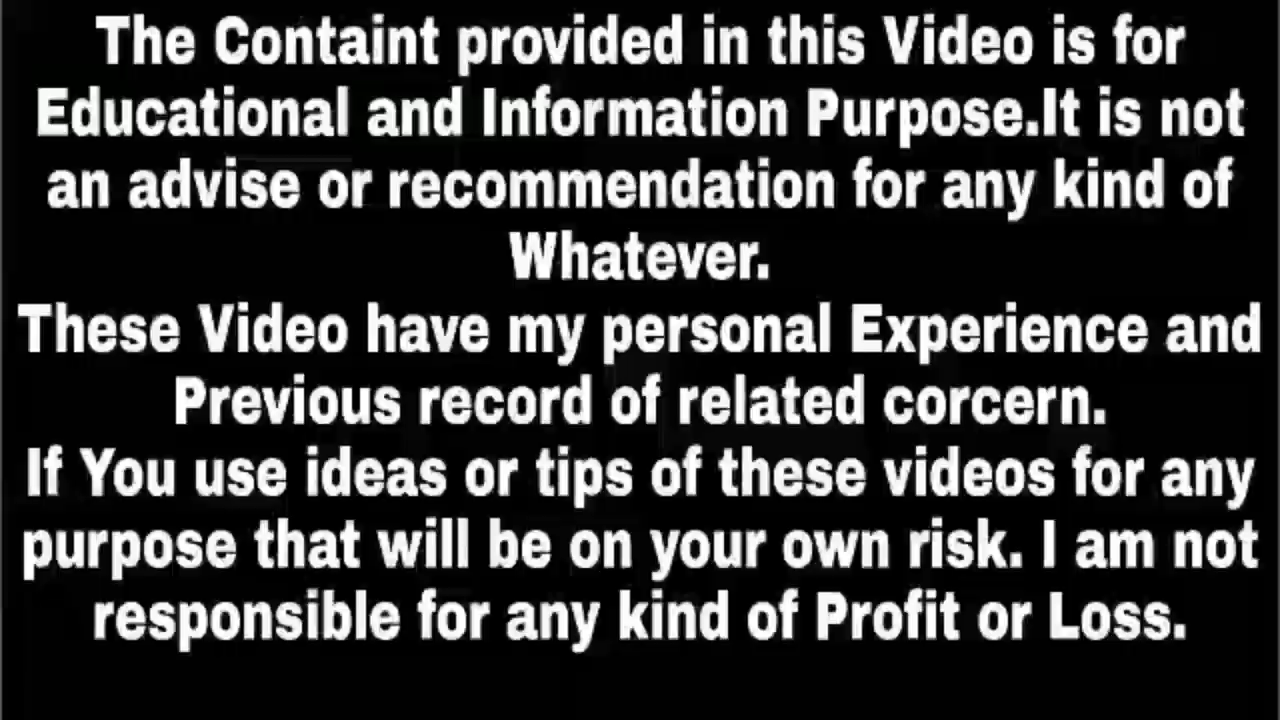 The Containt provided in this Video is for
Educational and Information Purpose.It is not
an advise or recommendation for any kind of
Whatever.
These Video have my personal Experience and
Previous record of related corcern.
If You use ideas or tips of these videos for any
purpose that will be on your own risk. I am not
responsible for any kind of Profit or Loss.